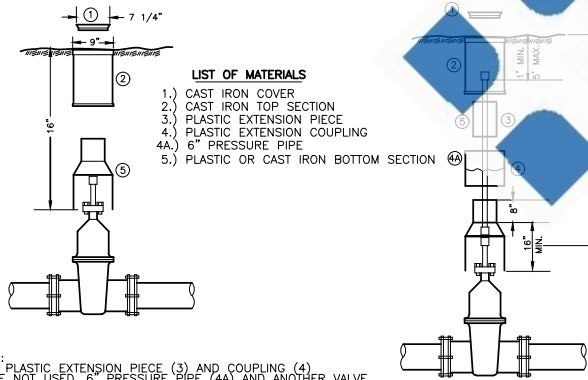 1
7 1/4"
9"
2
16"
5
LIST OF MATERIALS
1.) CAST IRON COVER
2.) CAST IRON TOP SECTION
3.) PLASTIC EXTENSION PIECE
4.) PLASTIC EXTENSION COUPLING
4A.) 6" PRESSURE PIPE
5.) PLASTIC OR CAST IRON BOTTOM SECTION
1
2
1" MIN.
5' MAX.
5
3
4A
4
8"
16"
MIN.
:
PLASTIC EXTENSION PIECE (3) AND COUPLING (4)
NOT USED, 6" PRESSURE PIPE (4A) AND ANOTHER VALVE